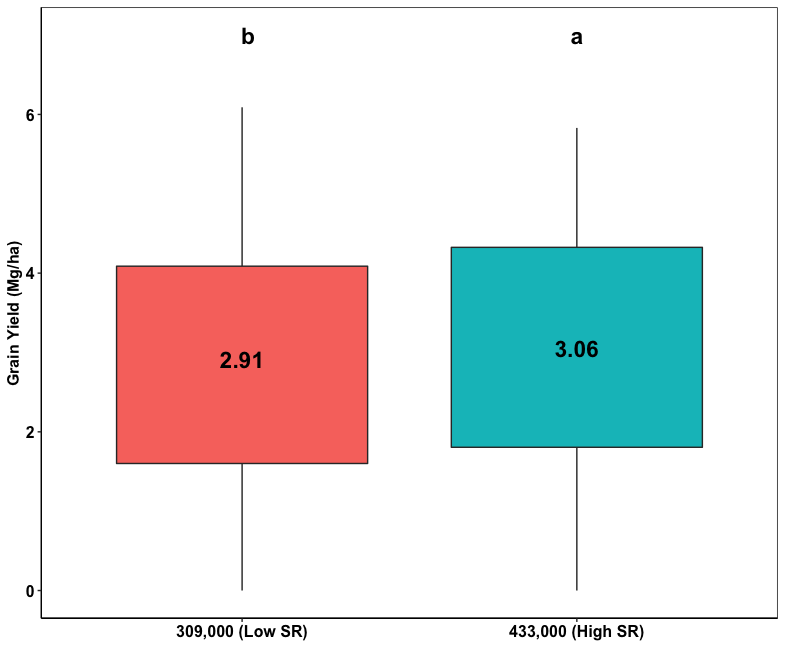 b
a
Grain Yield (Mg/ha)
6
4
2
0
2.91
3.06
309,000 (Low SR)
433,000 (High SR)